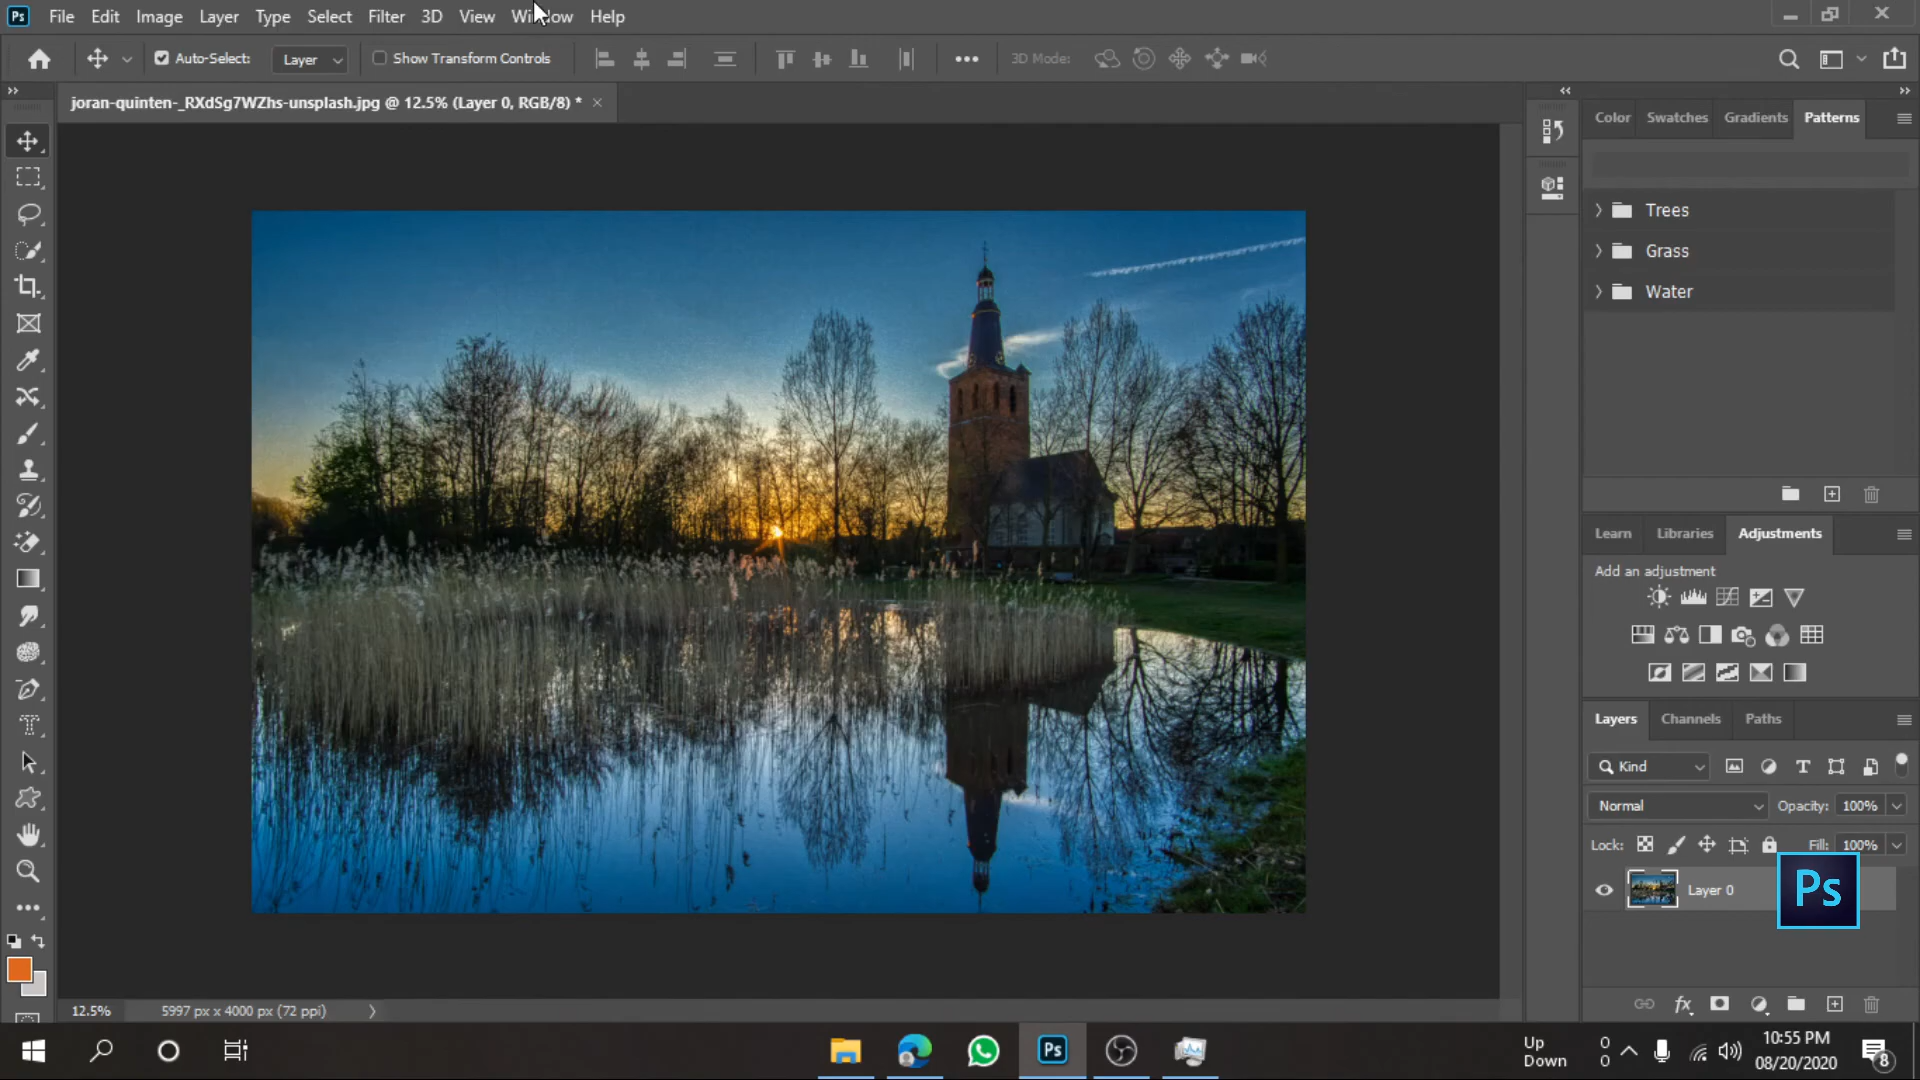 Ps File Edit Image Layer Type Select Filter 3D View Window Help
Auto-Select: Layer Show Transform Controls 3D Mode:
joran-quinten-_RXdSg7WZhs-unsplash.jpg @ 12.5% (Layer 0, RGB/8) *
Color Swatches Gradients Patterns
Trees
Grass
Water
Learn Libraries Adjustments
Add an adjustment
Layers Channels Paths
Kind
Normal Opacity: 100%
Lock: Fill: 100%
Layer 0
Ps
12.5% 5997 px x 4000 px (72 ppi)
Ps
Up 0
Down 0
10:55 PM
08/20/2020
8